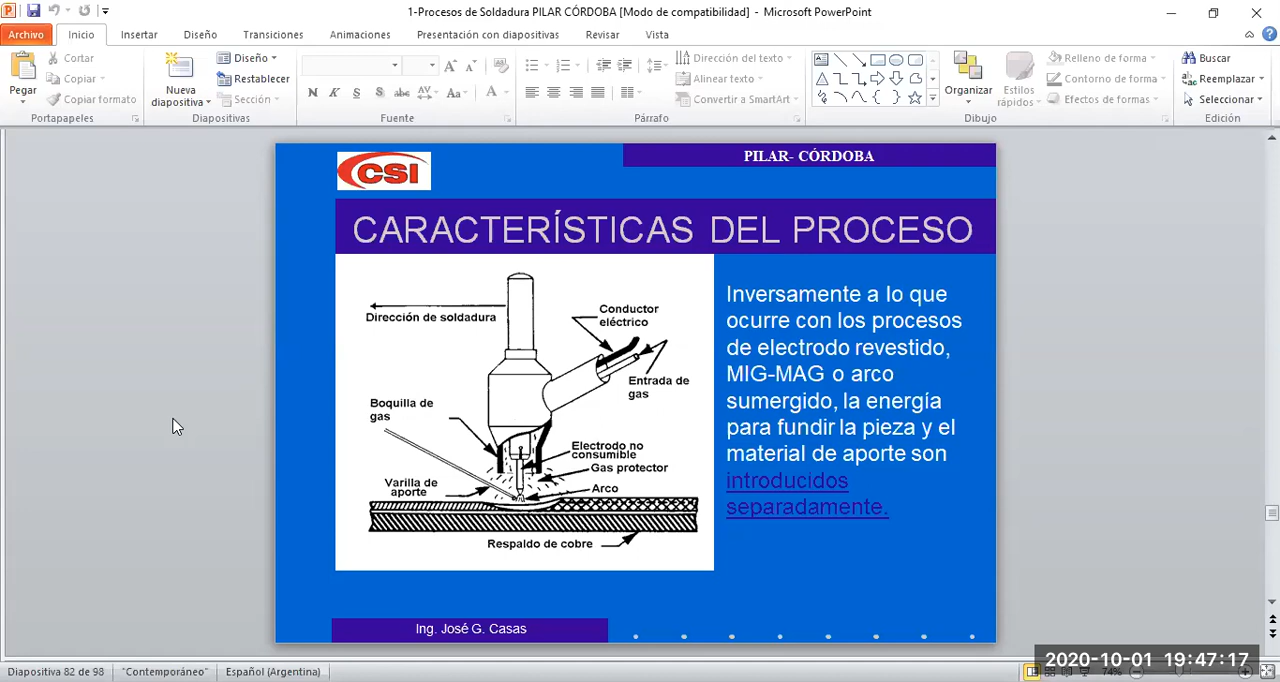 1-Procesos de Soldadura PILAR CÓRDOBA [Modo de compatibilidad] - Microsoft PowerPoint
Archivo Inicio Insertar Diseño Transiciones Animaciones Presentación con diapositivas Revisar Vista
Pegar
Cortar
Copiar
Copiar formato
Portapapeles
Nueva
diapositiva
Diseño
Restablecer
Sección
Diapositivas
N K S S abc AV Aa A
Fuente
Dirección del texto
Alinear texto
Convertir a SmartArt
Párrafo
Organizar
Estilos
rápidos
Relleno de forma
Contorno de forma
Efectos de formas
Dibujo
Buscar
Reemplazar
Seleccionar
Edición
CSI
PILAR- CÓRDOBA
CARACTERÍSTICAS DEL PROCESO
Dirección de soldadura
Conductor
eléctrico
Entrada de
gas
Boquilla de
gas
Electrodo no
consumible
Gas protector
Varilla de
aporte
Arco
Respaldo de cobre
Inversamente a lo que
ocurre con los procesos
de electrodo revestido,
MIG-MAG o arco
sumergido, la energía
para fundir la pieza y el
material de aporte son
introducidos
separadamente.
Ing. José G. Casas
Diapositiva 82 de 98
"Contemporáneo"
Español (Argentina)
74%
2020-10-01 19:47:17